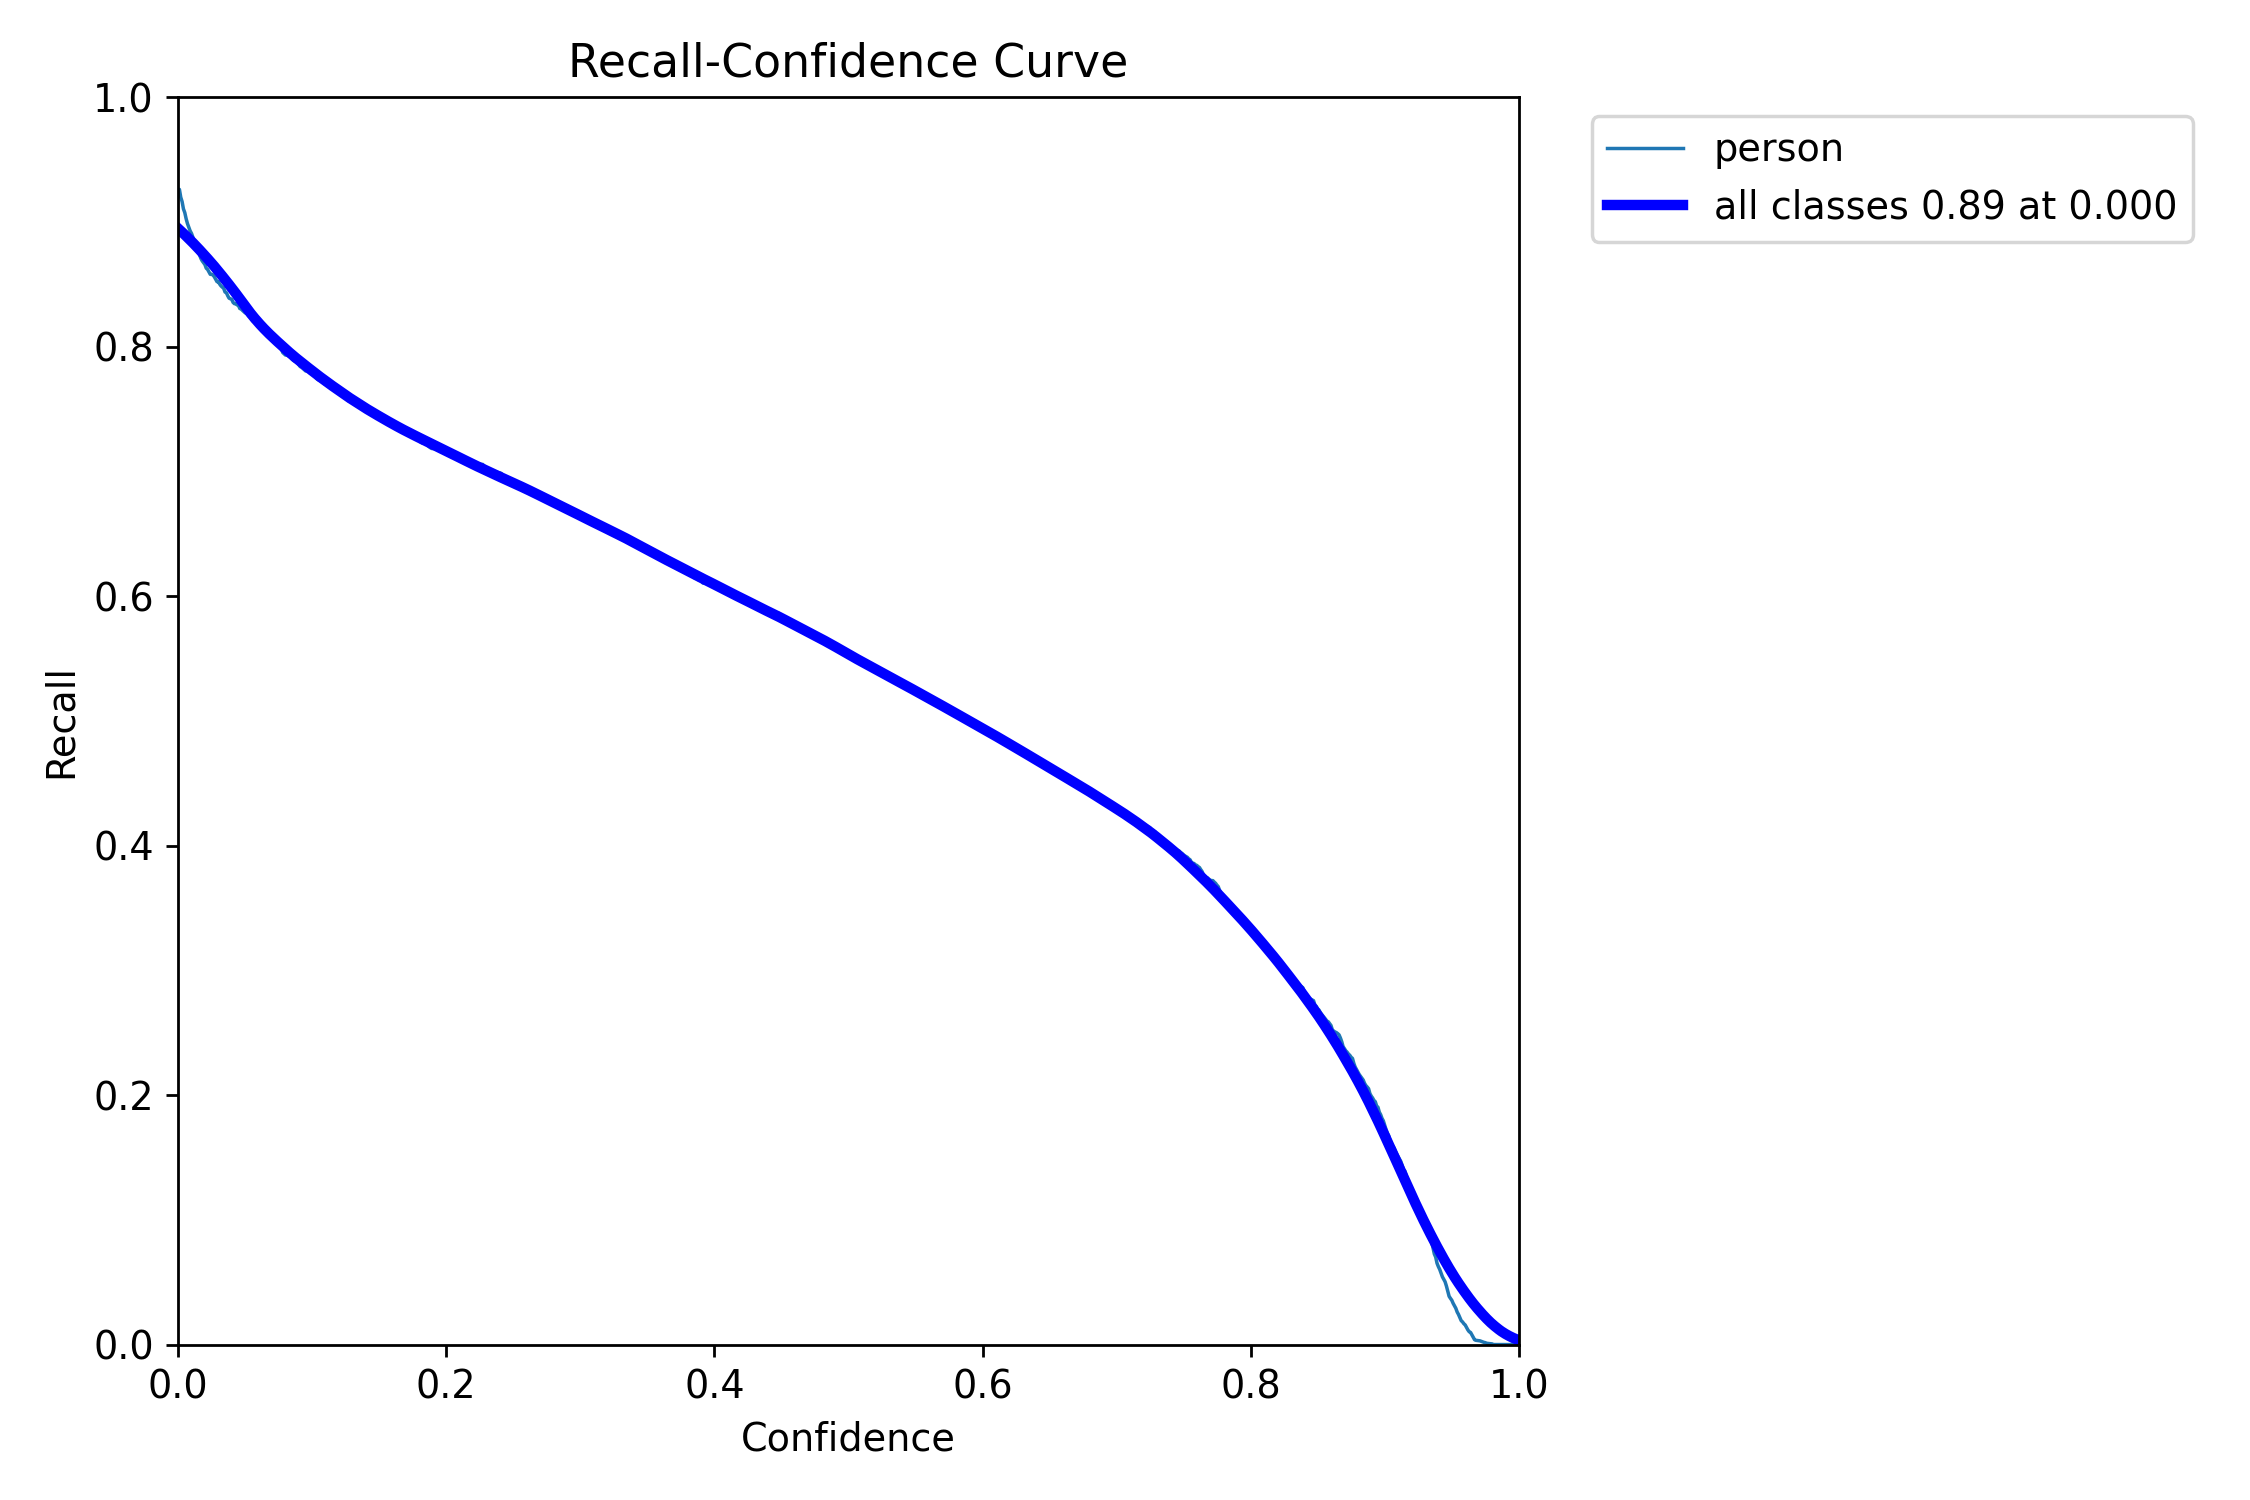 Recall-Confidence Curve
1.0
0.8
0.6
0.4
0.2
0.0
Recall
0.0 0.2 0.4 0.6 0.8 1.0
Confidence
person
all classes 0.89 at 0.000